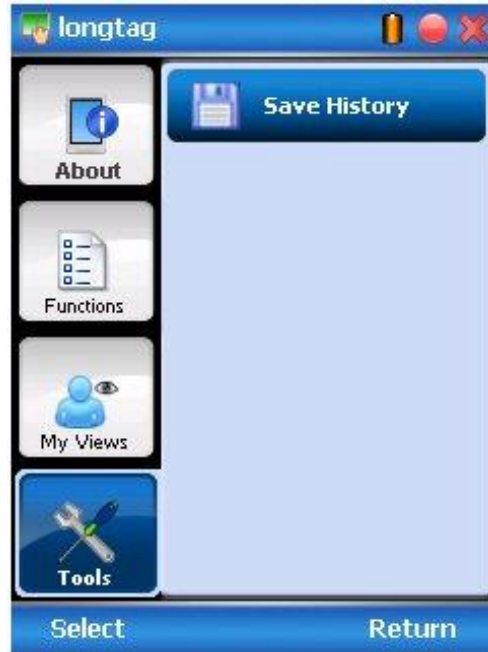 longtag
Save History
About
Functions
My Views
Tools
Select
Return